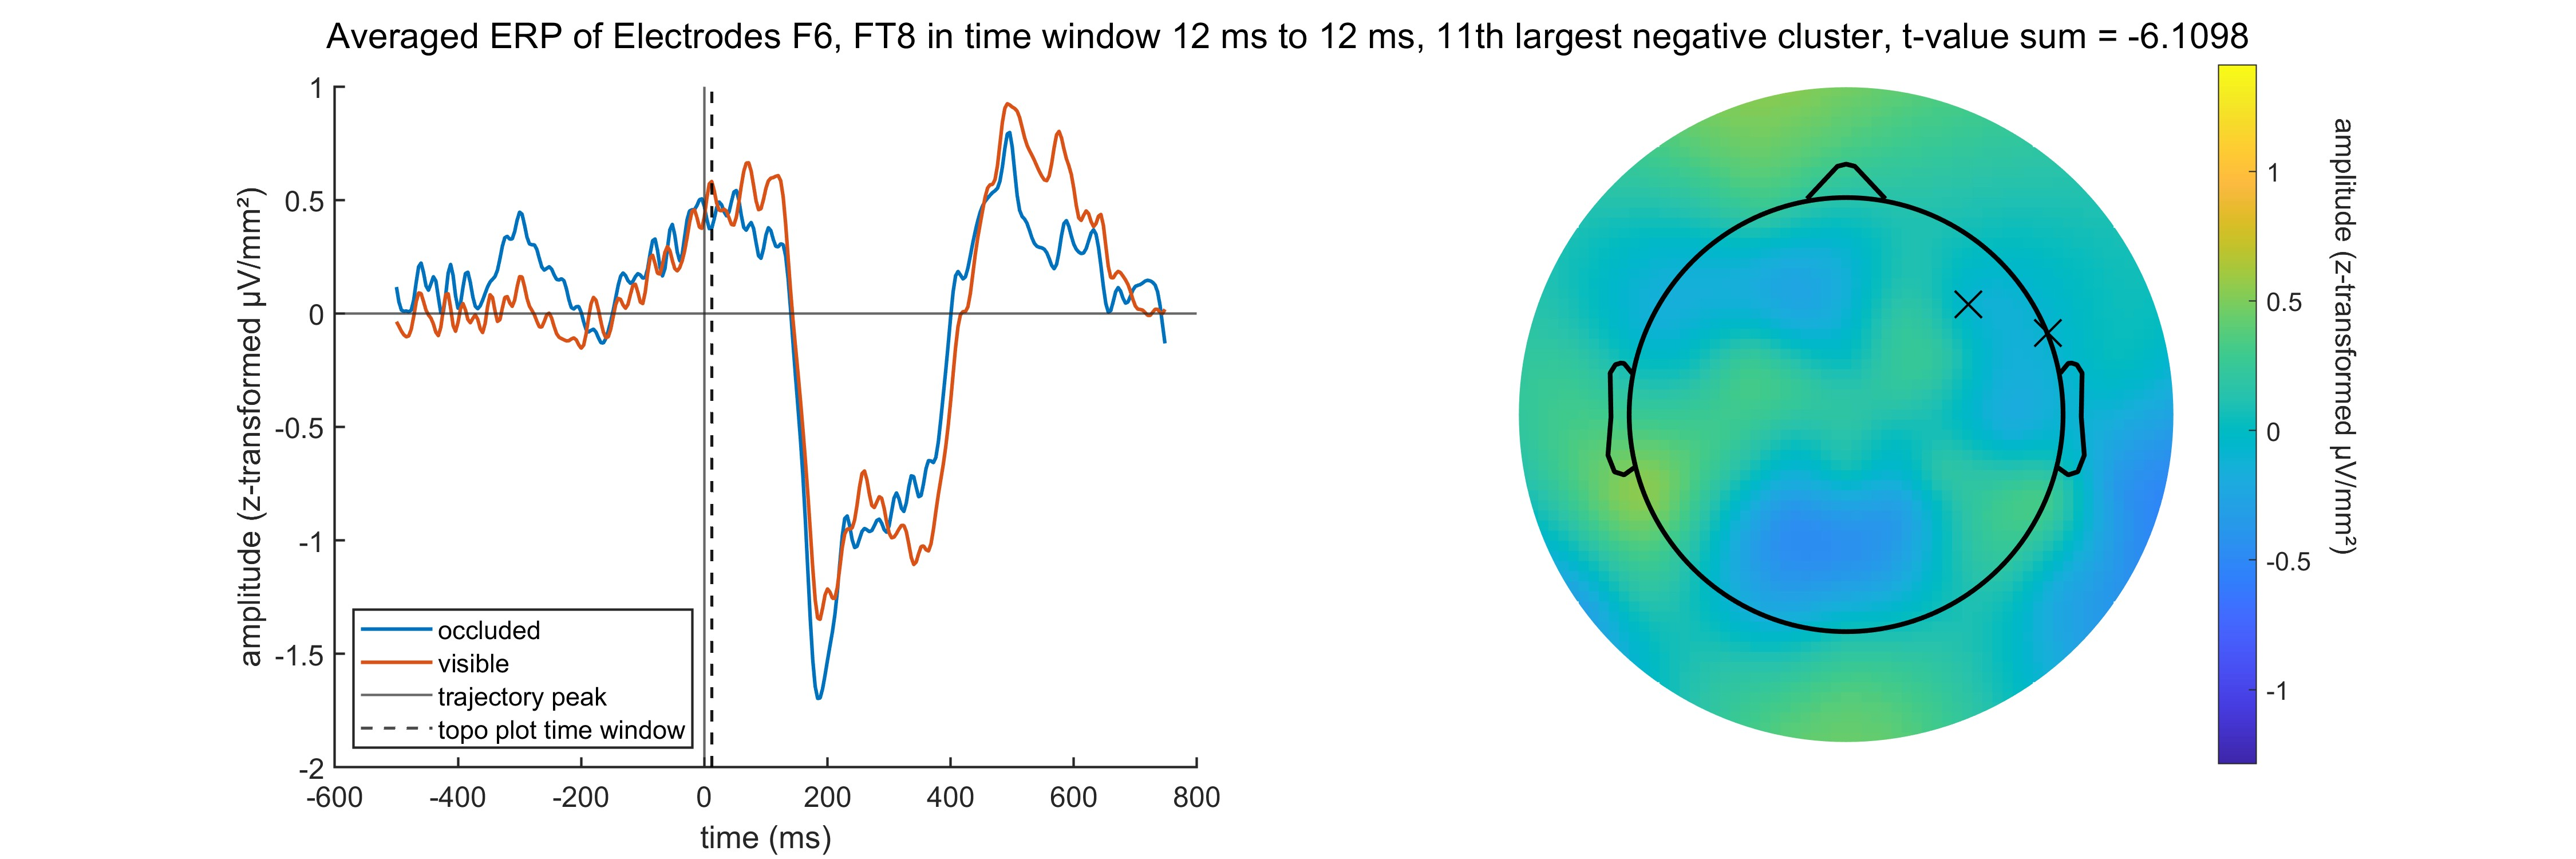 Averaged ERP of Electrodes F6, FT8 in time window 12 ms to 12 ms, 11th largest negative cluster, t-value sum = -6.1098
amplitude (z-transformed µV/mm²)
1
0.5
0
-0.5
-1
-1.5
-2
-600
-400
-200
0
200
400
600
800
time (ms)
occluded
visible
trajectory peak
topo plot time window
1
0.5
0
-0.5
-1
amplitude (z-transformed µV/mm²)